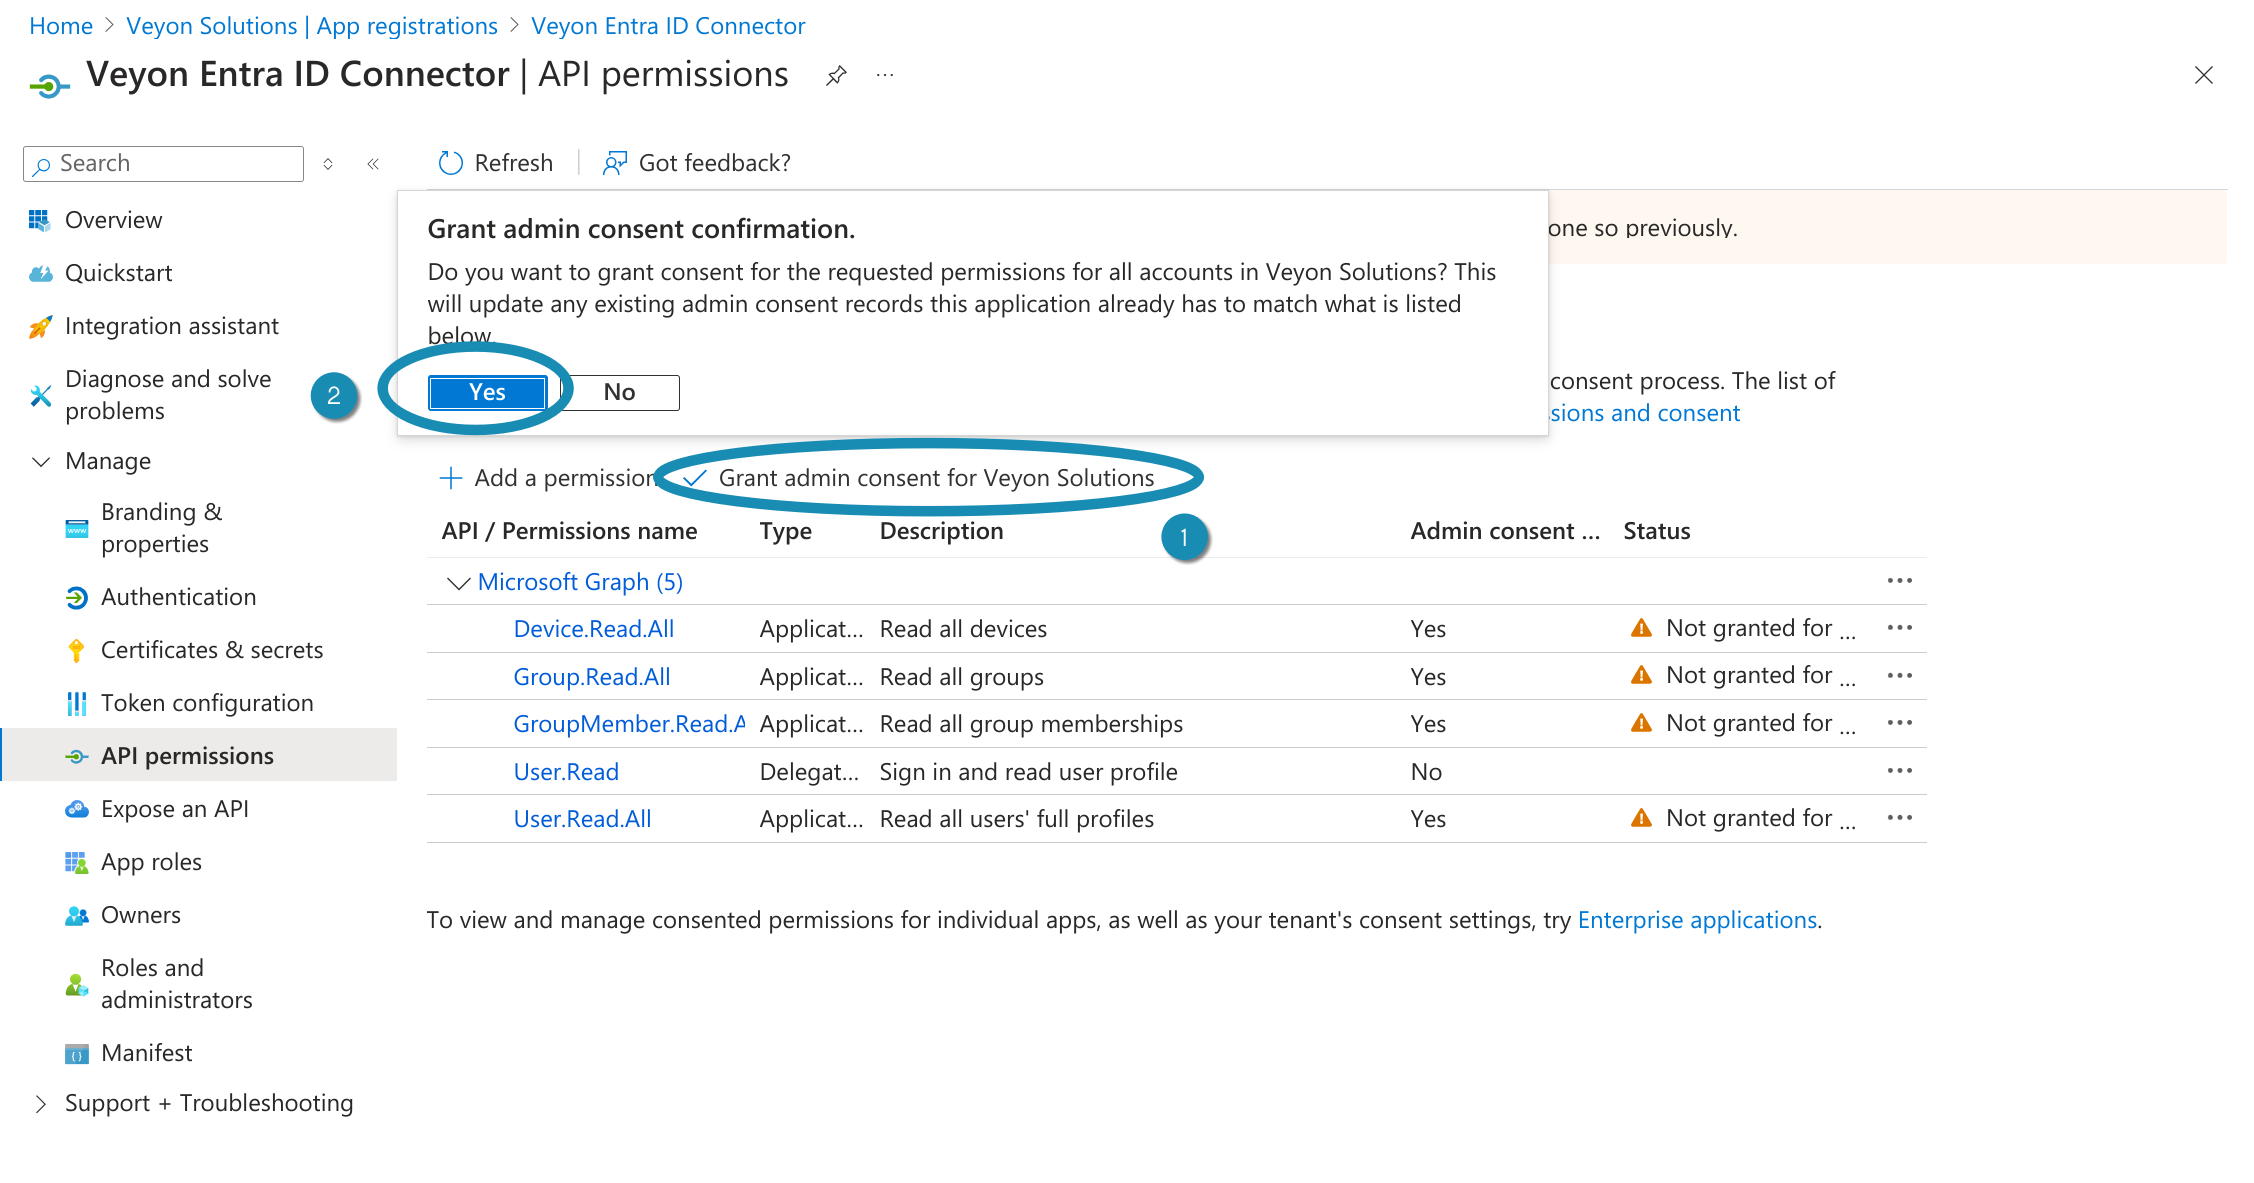 Home > Veyon Solutions | App registrations > Veyon Entra ID Connector
Veyon Entra ID Connector | API permissions
Search
Refresh
Got feedback?
Overview
Quickstart
Integration assistant
Diagnose and solve
problems
Manage
Branding &
properties
Authentication
Certificates & secrets
Token configuration
API permissions
Expose an API
App roles
Owners
Roles and
administrators
Manifest
Support + Troubleshooting
Grant admin consent confirmation.
Do you want to grant consent for the requested permissions for all accounts in Veyon Solutions? This
will update any existing admin consent records this application already has to match what is listed
below.
Yes
No
2
one so previously.
consent process. The list of
sions and consent
Add a permission
Grant admin consent for Veyon Solutions
1
API / Permissions name Type Description Admin consent ... Status
Microsoft Graph (5)
Device.Read.All Applicat... Read all devices Yes Not granted for ...
Group.Read.All Applicat... Read all groups Yes Not granted for ...
GroupMember.Read.A Applicat... Read all group memberships Yes Not granted for ...
User.Read Delegat... Sign in and read user profile No
User.Read.All Applicat... Read all users' full profiles Yes Not granted for ...
To view and manage consented permissions for individual apps, as well as your tenant's consent settings, try Enterprise applications.